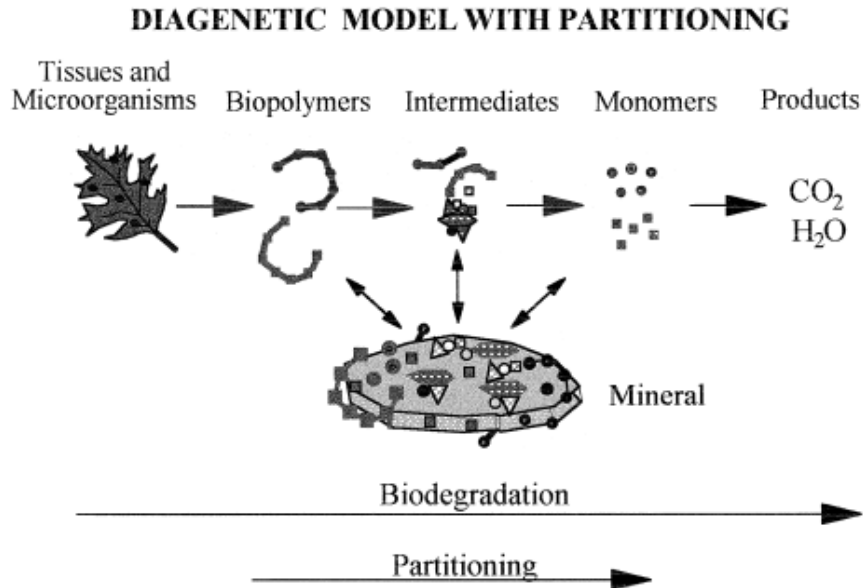 DIAGENETIC MODEL WITH PARTITIONING
Tissues and
Microorganisms
Biopolymers
Intermediates
Monomers
Products
CO₂
H₂O
Mineral
Biodegradation
Partitioning